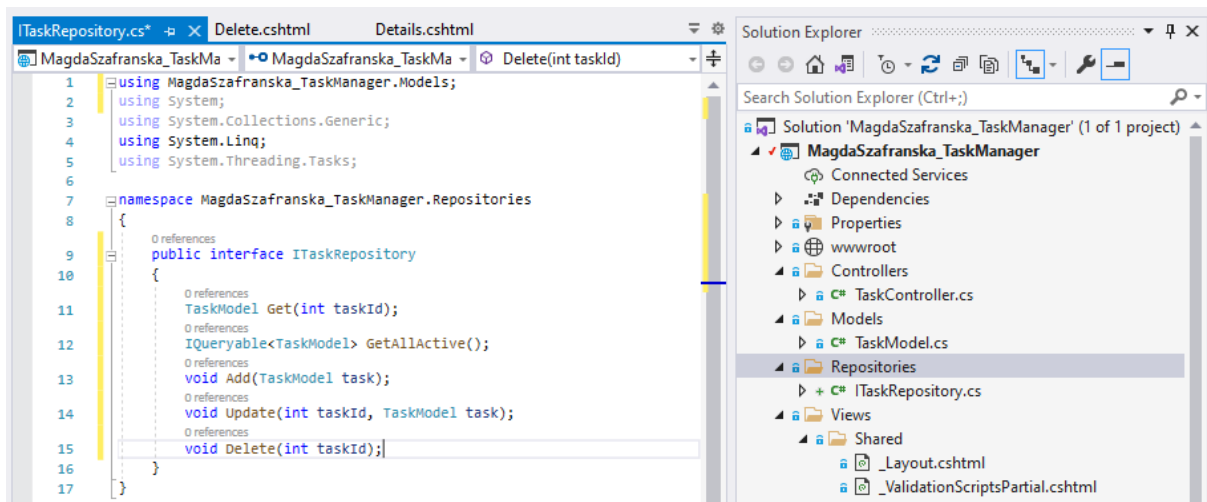 ITaskRepository.cs*
Delete.cshtml
Details.cshtml
MagdaSzafranska_TaskMa
MagdaSzafranska_TaskMa
Delete(int taskId)
1 using MagdaSzafranska_TaskManager.Models;
2 using System;
3 using System.Collections.Generic;
4 using System.Linq;
5 using System.Threading.Tasks;
6
7 namespace MagdaSzafranska_TaskManager.Repositories
8 {
0 references
9 public interface ITaskRepository
10 {
0 references
11 TaskModel Get(int taskId);
0 references
12 IQueryable<TaskModel> GetAllActive();
0 references
13 void Add(TaskModel task);
0 references
14 void Update(int taskId, TaskModel task);
0 references
15 void Delete(int taskId);
16 }
17 }
Solution Explorer
Search Solution Explorer (Ctrl+;)
Solution 'MagdaSzafranska_TaskManager' (1 of 1 project)
MagdaSzafranska_TaskManager
Connected Services
Dependencies
Properties
wwwroot
Controllers
C# TaskController.cs
Models
C# TaskModel.cs
Repositories
+ C# ITaskRepository.cs
Views
Shared
_Layout.cshtml
_ValidationScriptsPartial.cshtml